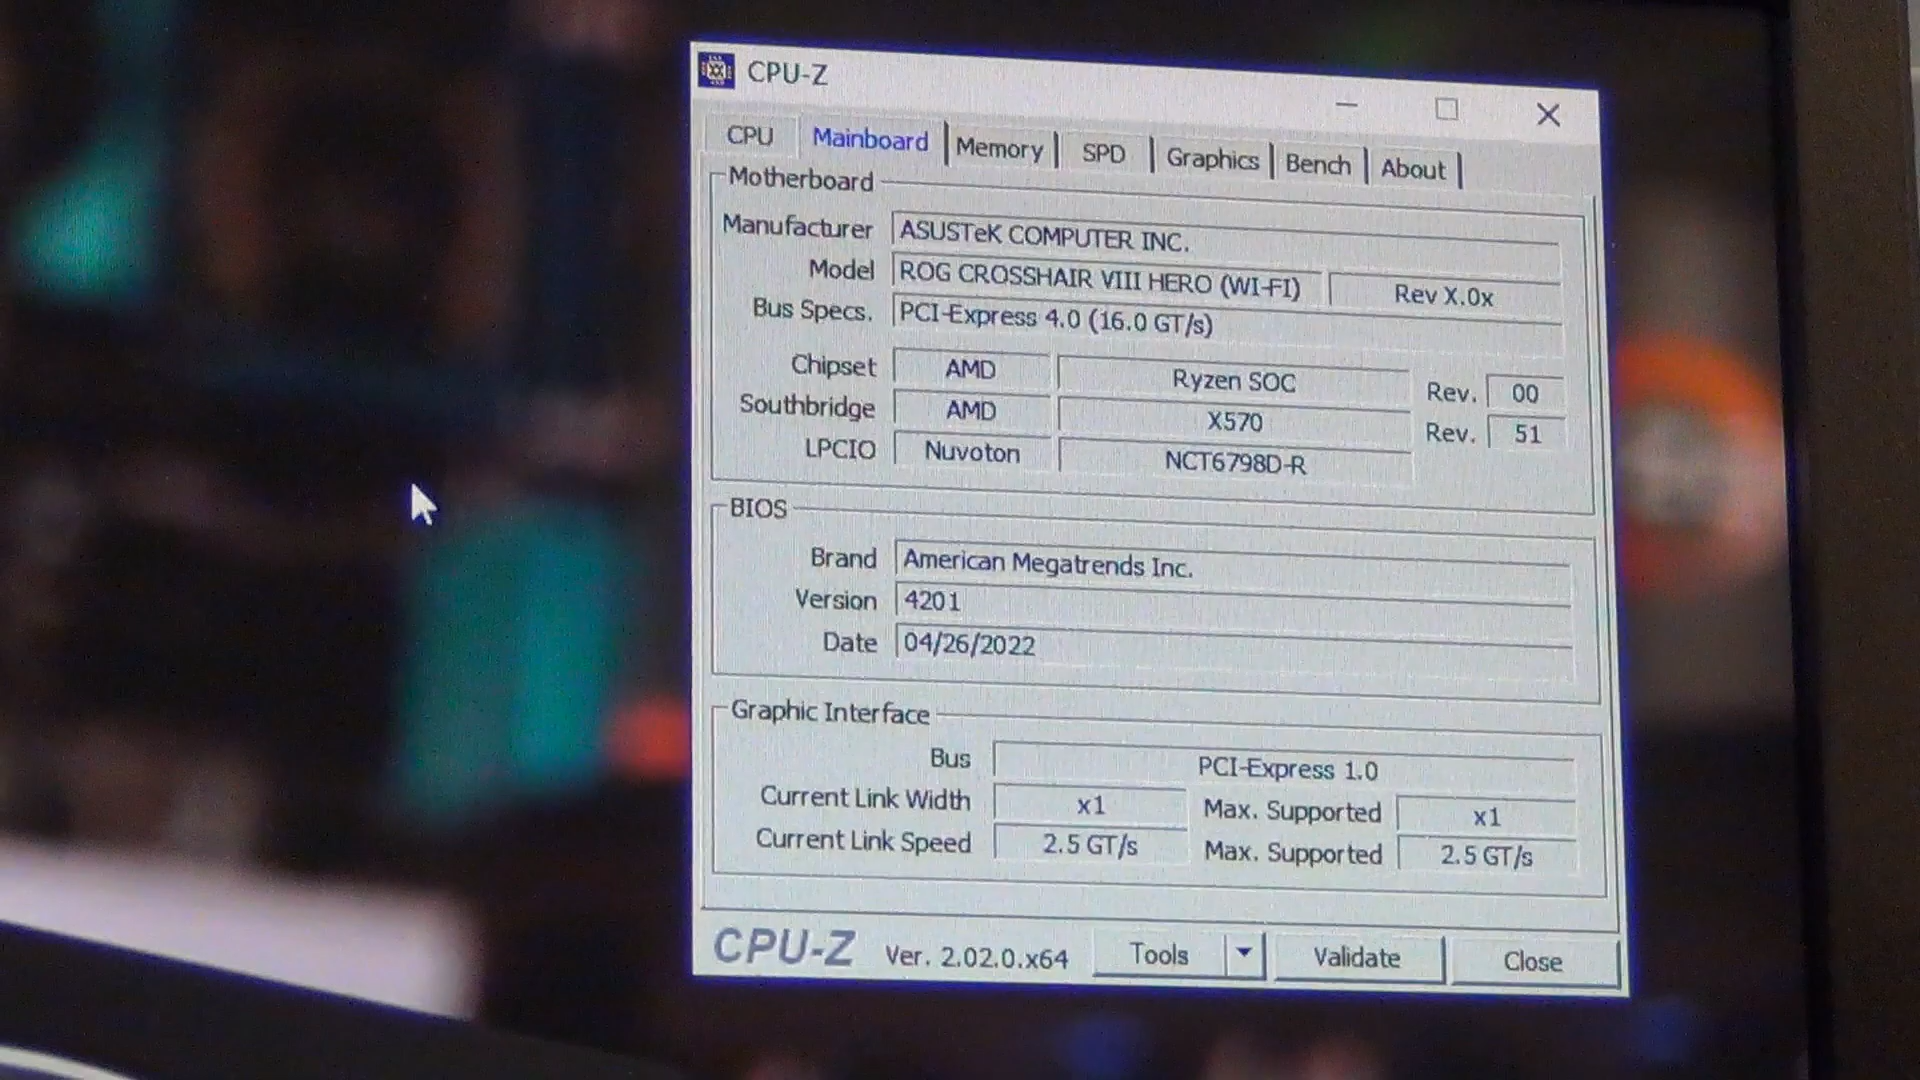 CPU-Z
CPU Mainboard Memory SPD Graphics Bench About
Motherboard
Manufacturer ASUSTeK COMPUTER INC.
Model ROG CROSSHAIR VIII HERO (WI-FI) Rev X.0x
Bus Specs. PCI-Express 4.0 (16.0 GT/s)
Chipset AMD Ryzen SOC Rev. 00
Southbridge AMD X570 Rev. 51
LPCIO Nuvoton NCT6798D-R
BIOS
Brand American Megatrends Inc.
Version 4201
Date 04/26/2022
Graphic Interface
Bus PCI-Express 1.0
Current Link Width x1 Max. Supported x1
Current Link Speed 2.5 GT/s Max. Supported 2.5 GT/s
CPU-Z Ver. 2.02.0.x64 Tools Validate Close